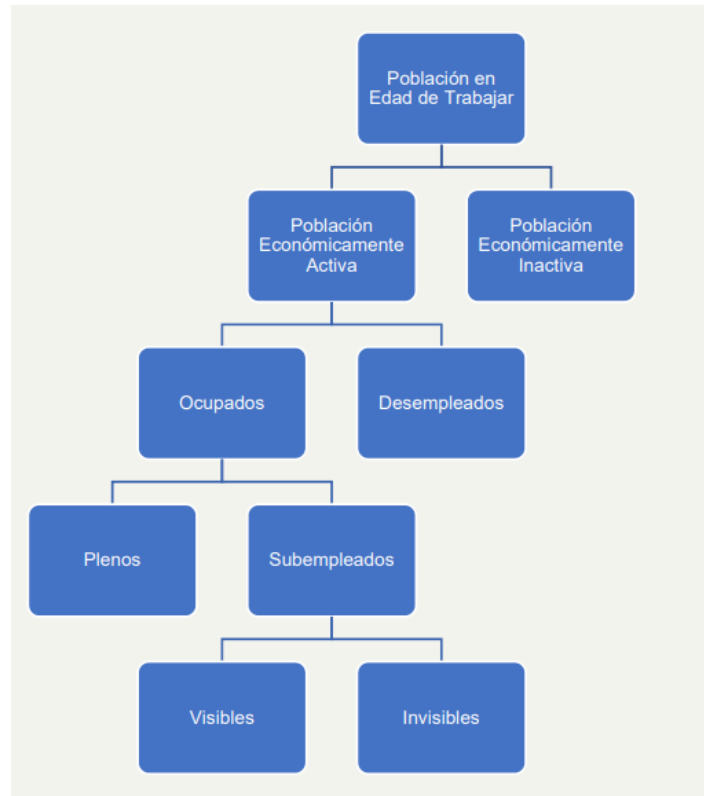 Población en
Edad de Trabajar
Población
Económicamente
Activa
Población
Económicamente
Inactiva
Ocupados
Desempleados
Plenos
Subempleados
Visibles
Invisibles